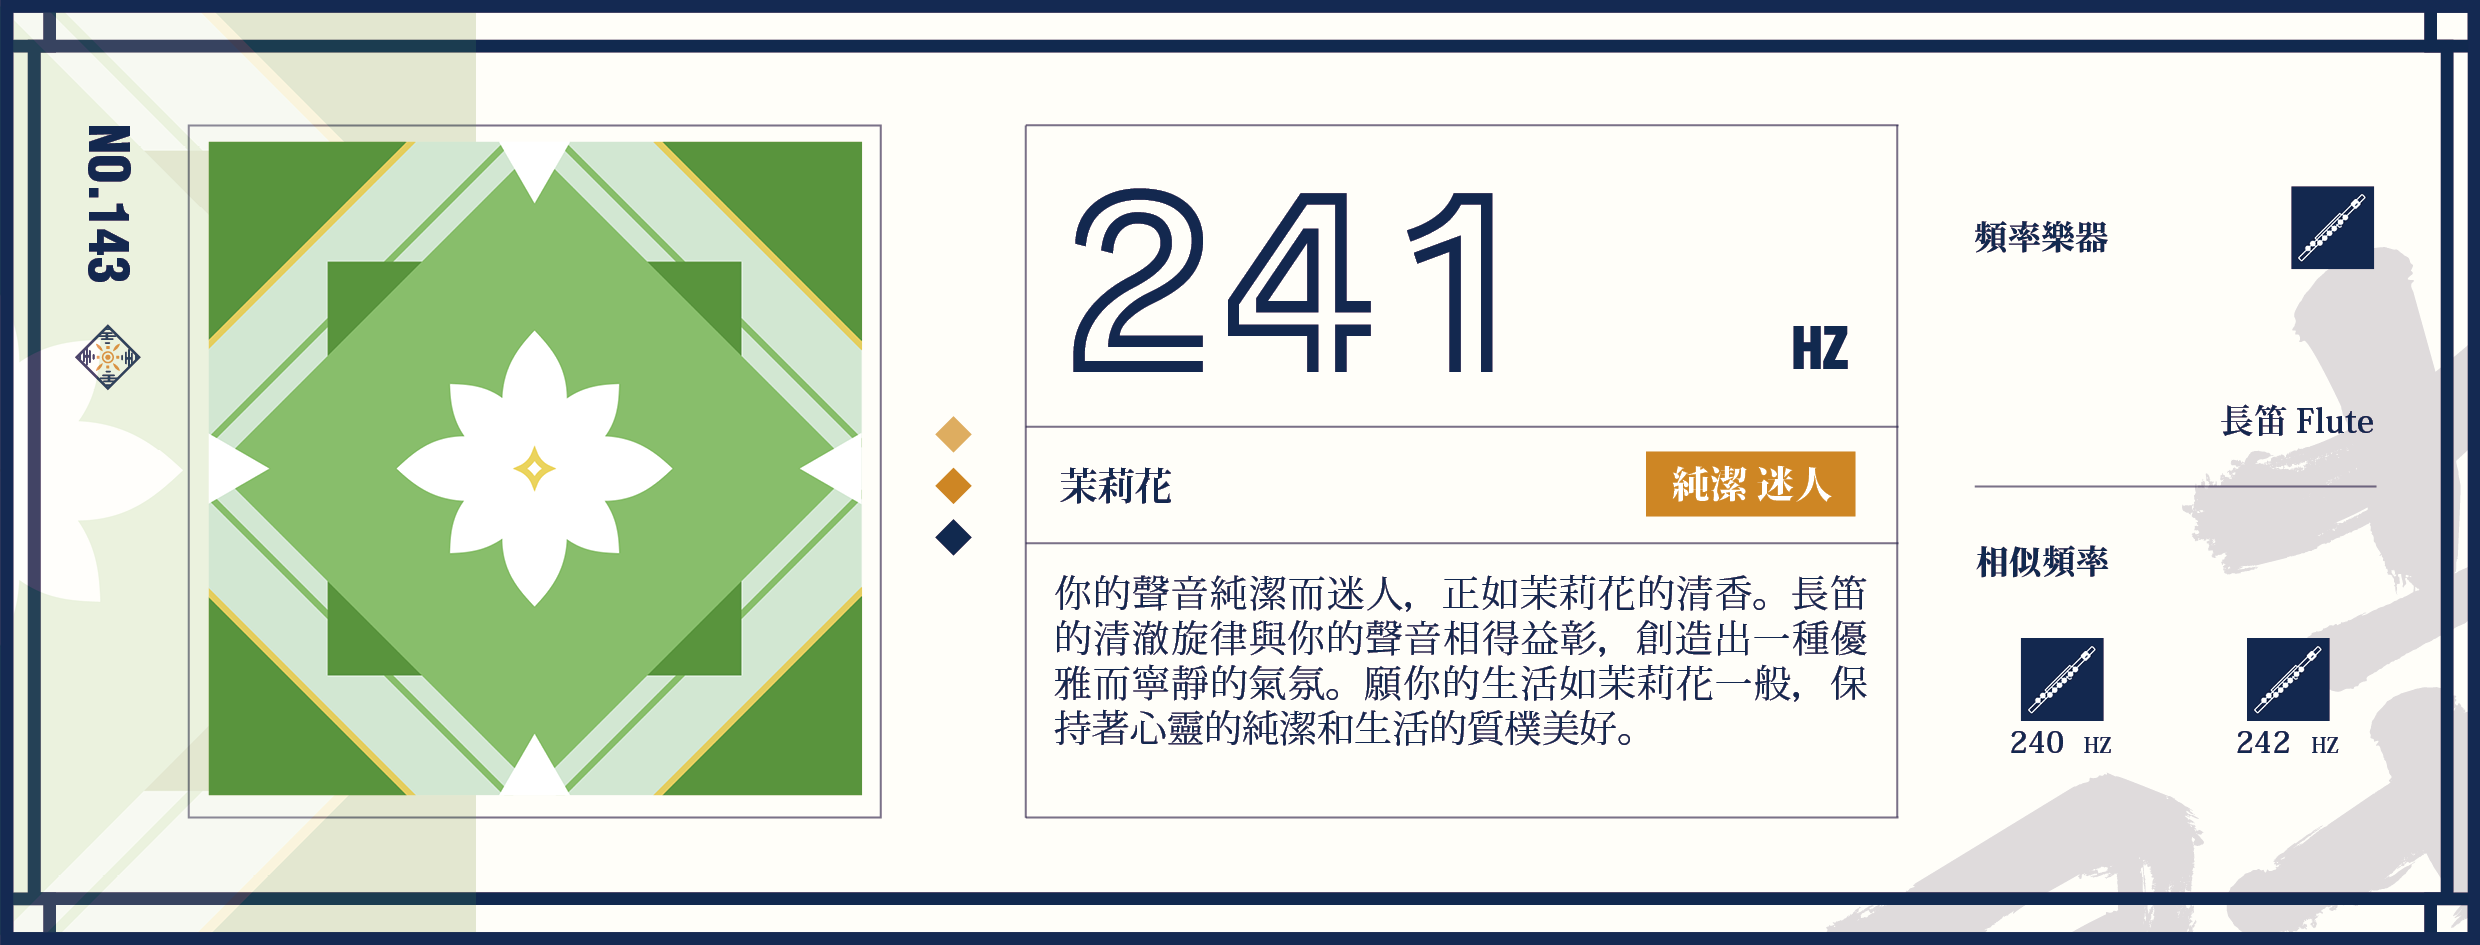 NO.143
241
HZ
茉莉花
純潔 迷人
你的聲音純潔而迷人，正如茉莉花的清香。長笛
的清澈旋律與你的聲音相得益彰，創造出一種優
雅而寧靜的氣氛。願你的生活如茉莉花一般，保
持著心靈的純潔和生活的質樸美好。
頻率樂器
長笛 Flute
相似頻率
240 HZ
242 HZ